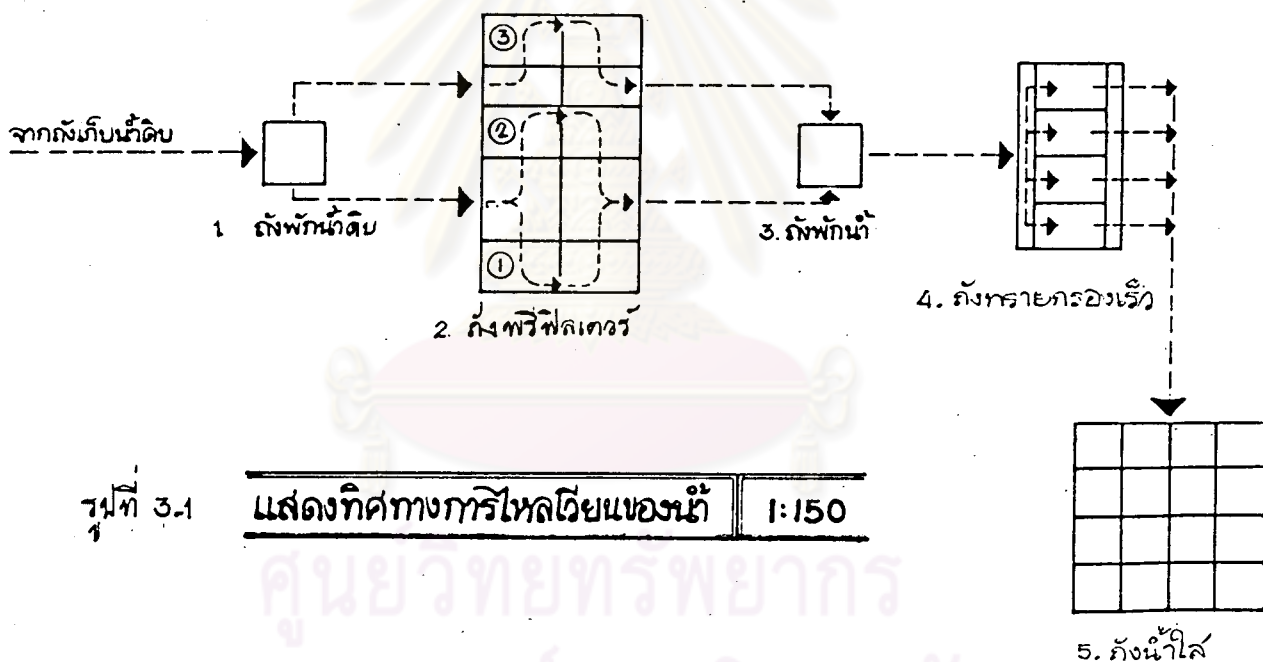 จากถังเก็บน้ำดิบ
③
②
①
1 ถังพักน้ำดิบ
2. ถังพรีฟิลเตอร์
3. ถังพักน้ำ
4. ถังทรายกรองเร็ว
5. ถังน้ำใส
รูปที่ 3.1 แสดงทิศทางการไหลเวียนของน้ำ 1:150
ศูนย์วิทยทรัพยากร